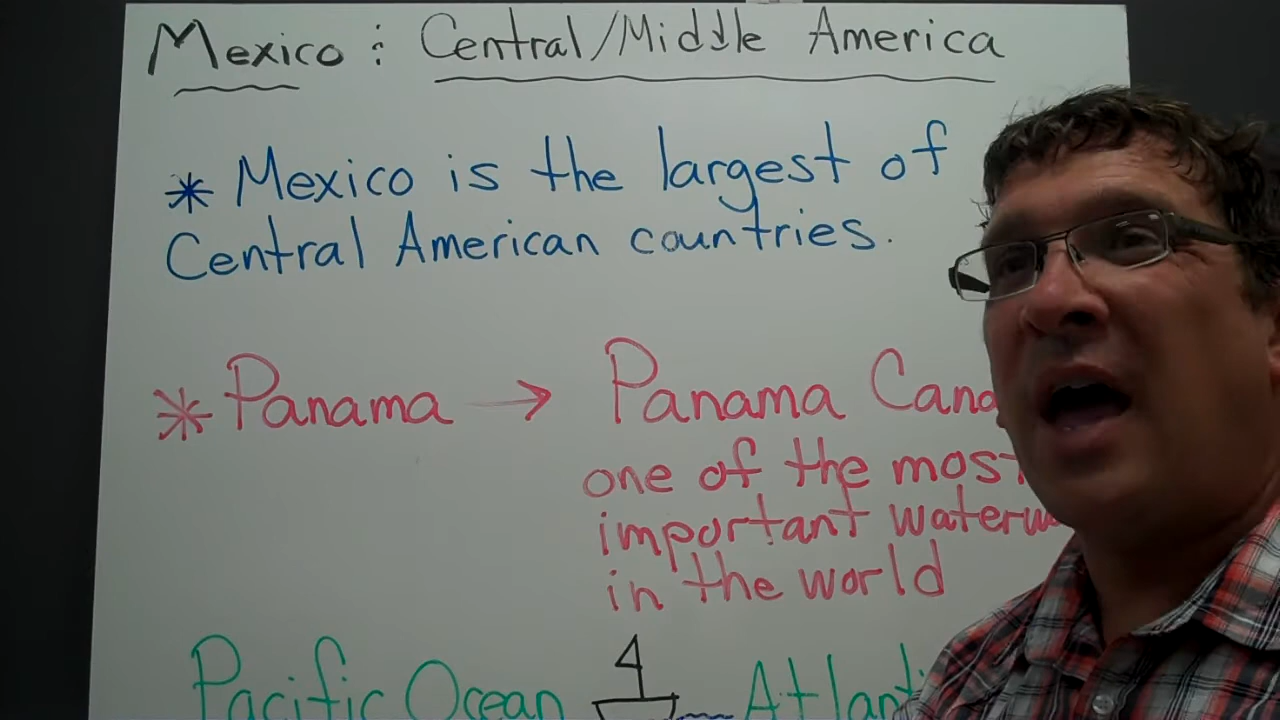 Mexico : Central/Middle America
* Mexico is the largest of
Central American countries.
* Panama → Panama
one of the most
important
in the world
Pacific Ocean